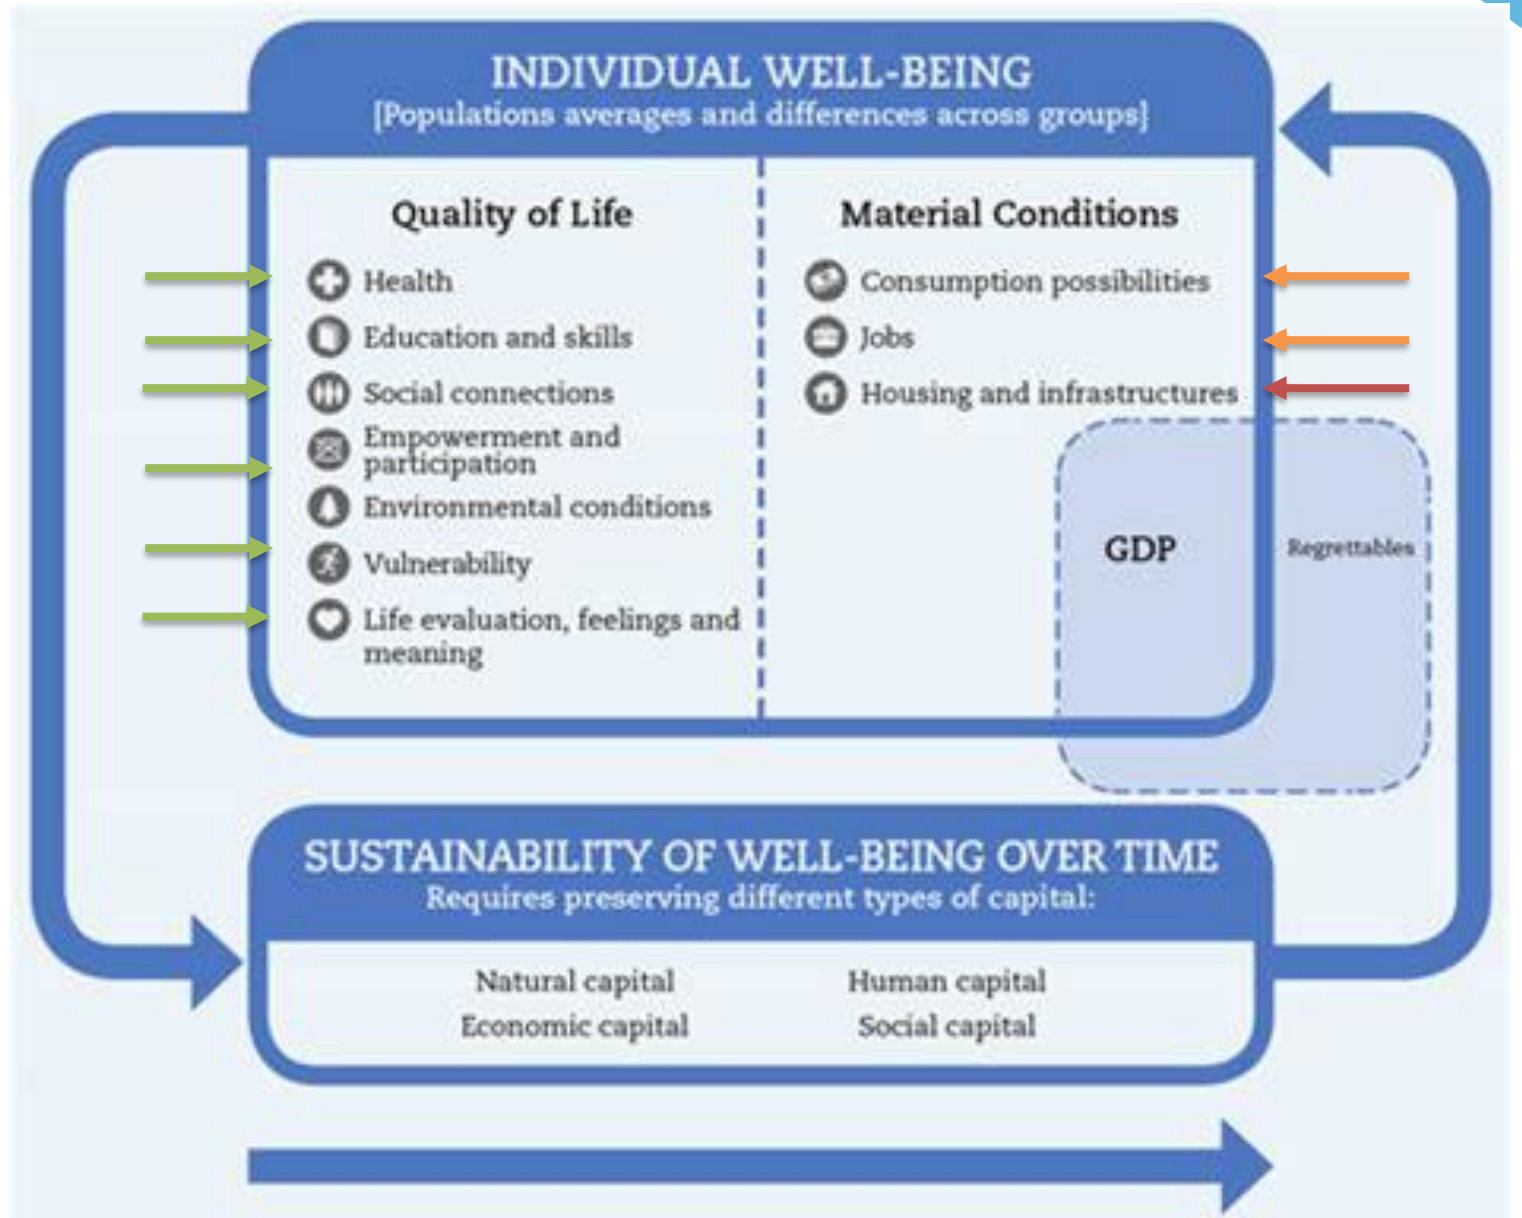 INDIVIDUAL WELL-BEING
[Populations averages and differences across groups]
Quality of Life
Health
Education and skills
Social connections
Empowerment and
participation
Environmental conditions
Vulnerability
Life evaluation, feelings and
meaning
Material Conditions
Consumption possibilities
Jobs
Housing and infrastructures
GDP
Regrettables
SUSTAINABILITY OF WELL-BEING OVER TIME
Requires preserving different types of capital:
Natural capital
Human capital
Economic capital
Social capital